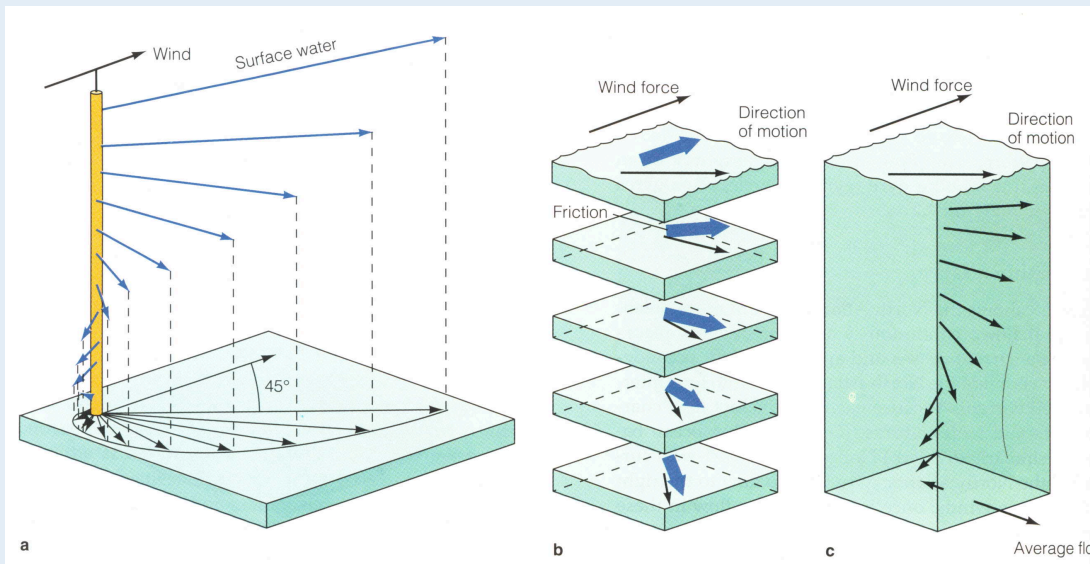 Wind
Surface water
45°
a
Wind force
Direction
of motion
Friction
b
Wind force
Direction
of motion
c
Average flo